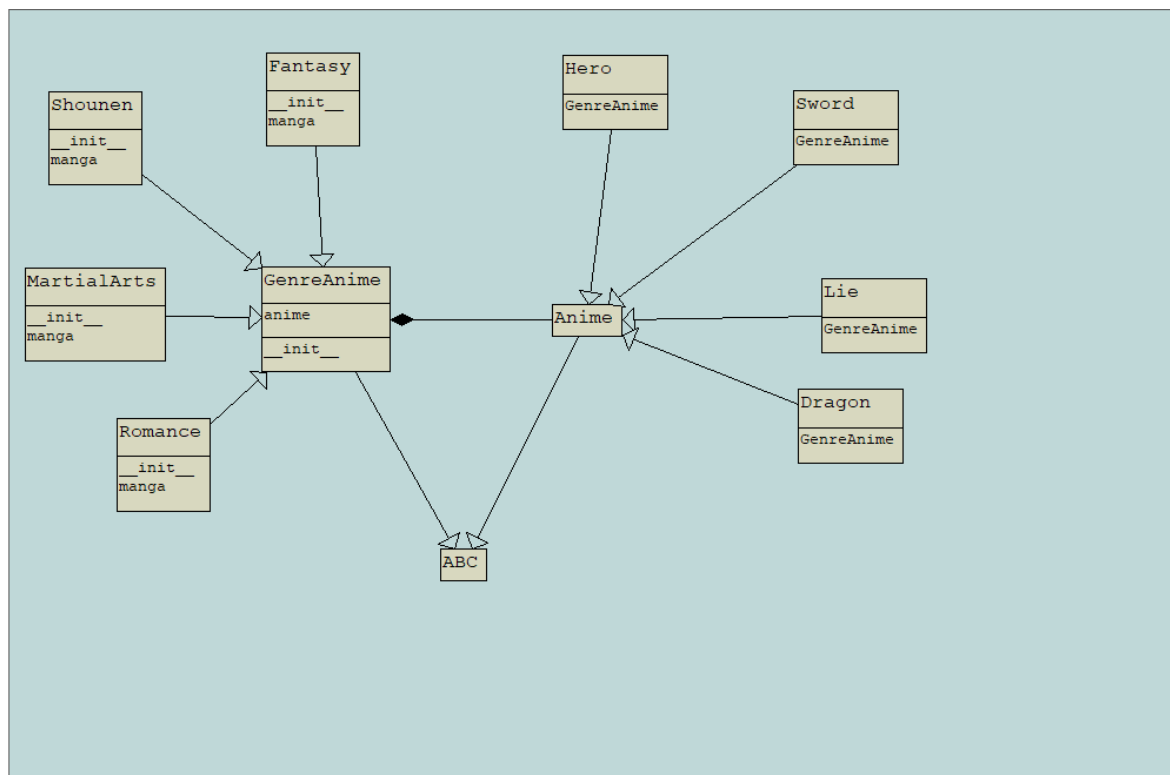 Fantasy
__init__
manga
Hero
GenreAnime
Shounen
__init__
manga
Sword
GenreAnime
MartialArts
__init__
manga
GenreAnime
anime
__init__
Anime
Lie
GenreAnime
Dragon
GenreAnime
Romance
__init__
manga
ABC